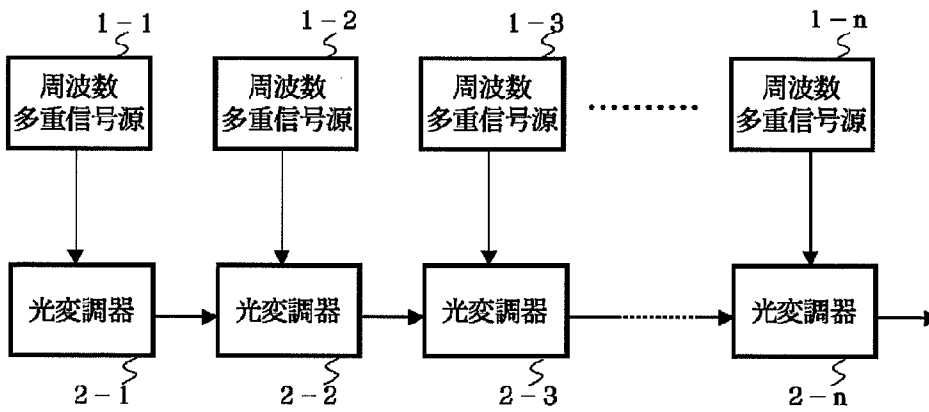 1-1
1-2
1-3
1-n
周波数
多重信号源
周波数
多重信号源
周波数
多重信号源
周波数
多重信号源
光変調器
光変調器
光変調器
光変調器
2-1
2-2
2-3
2-n